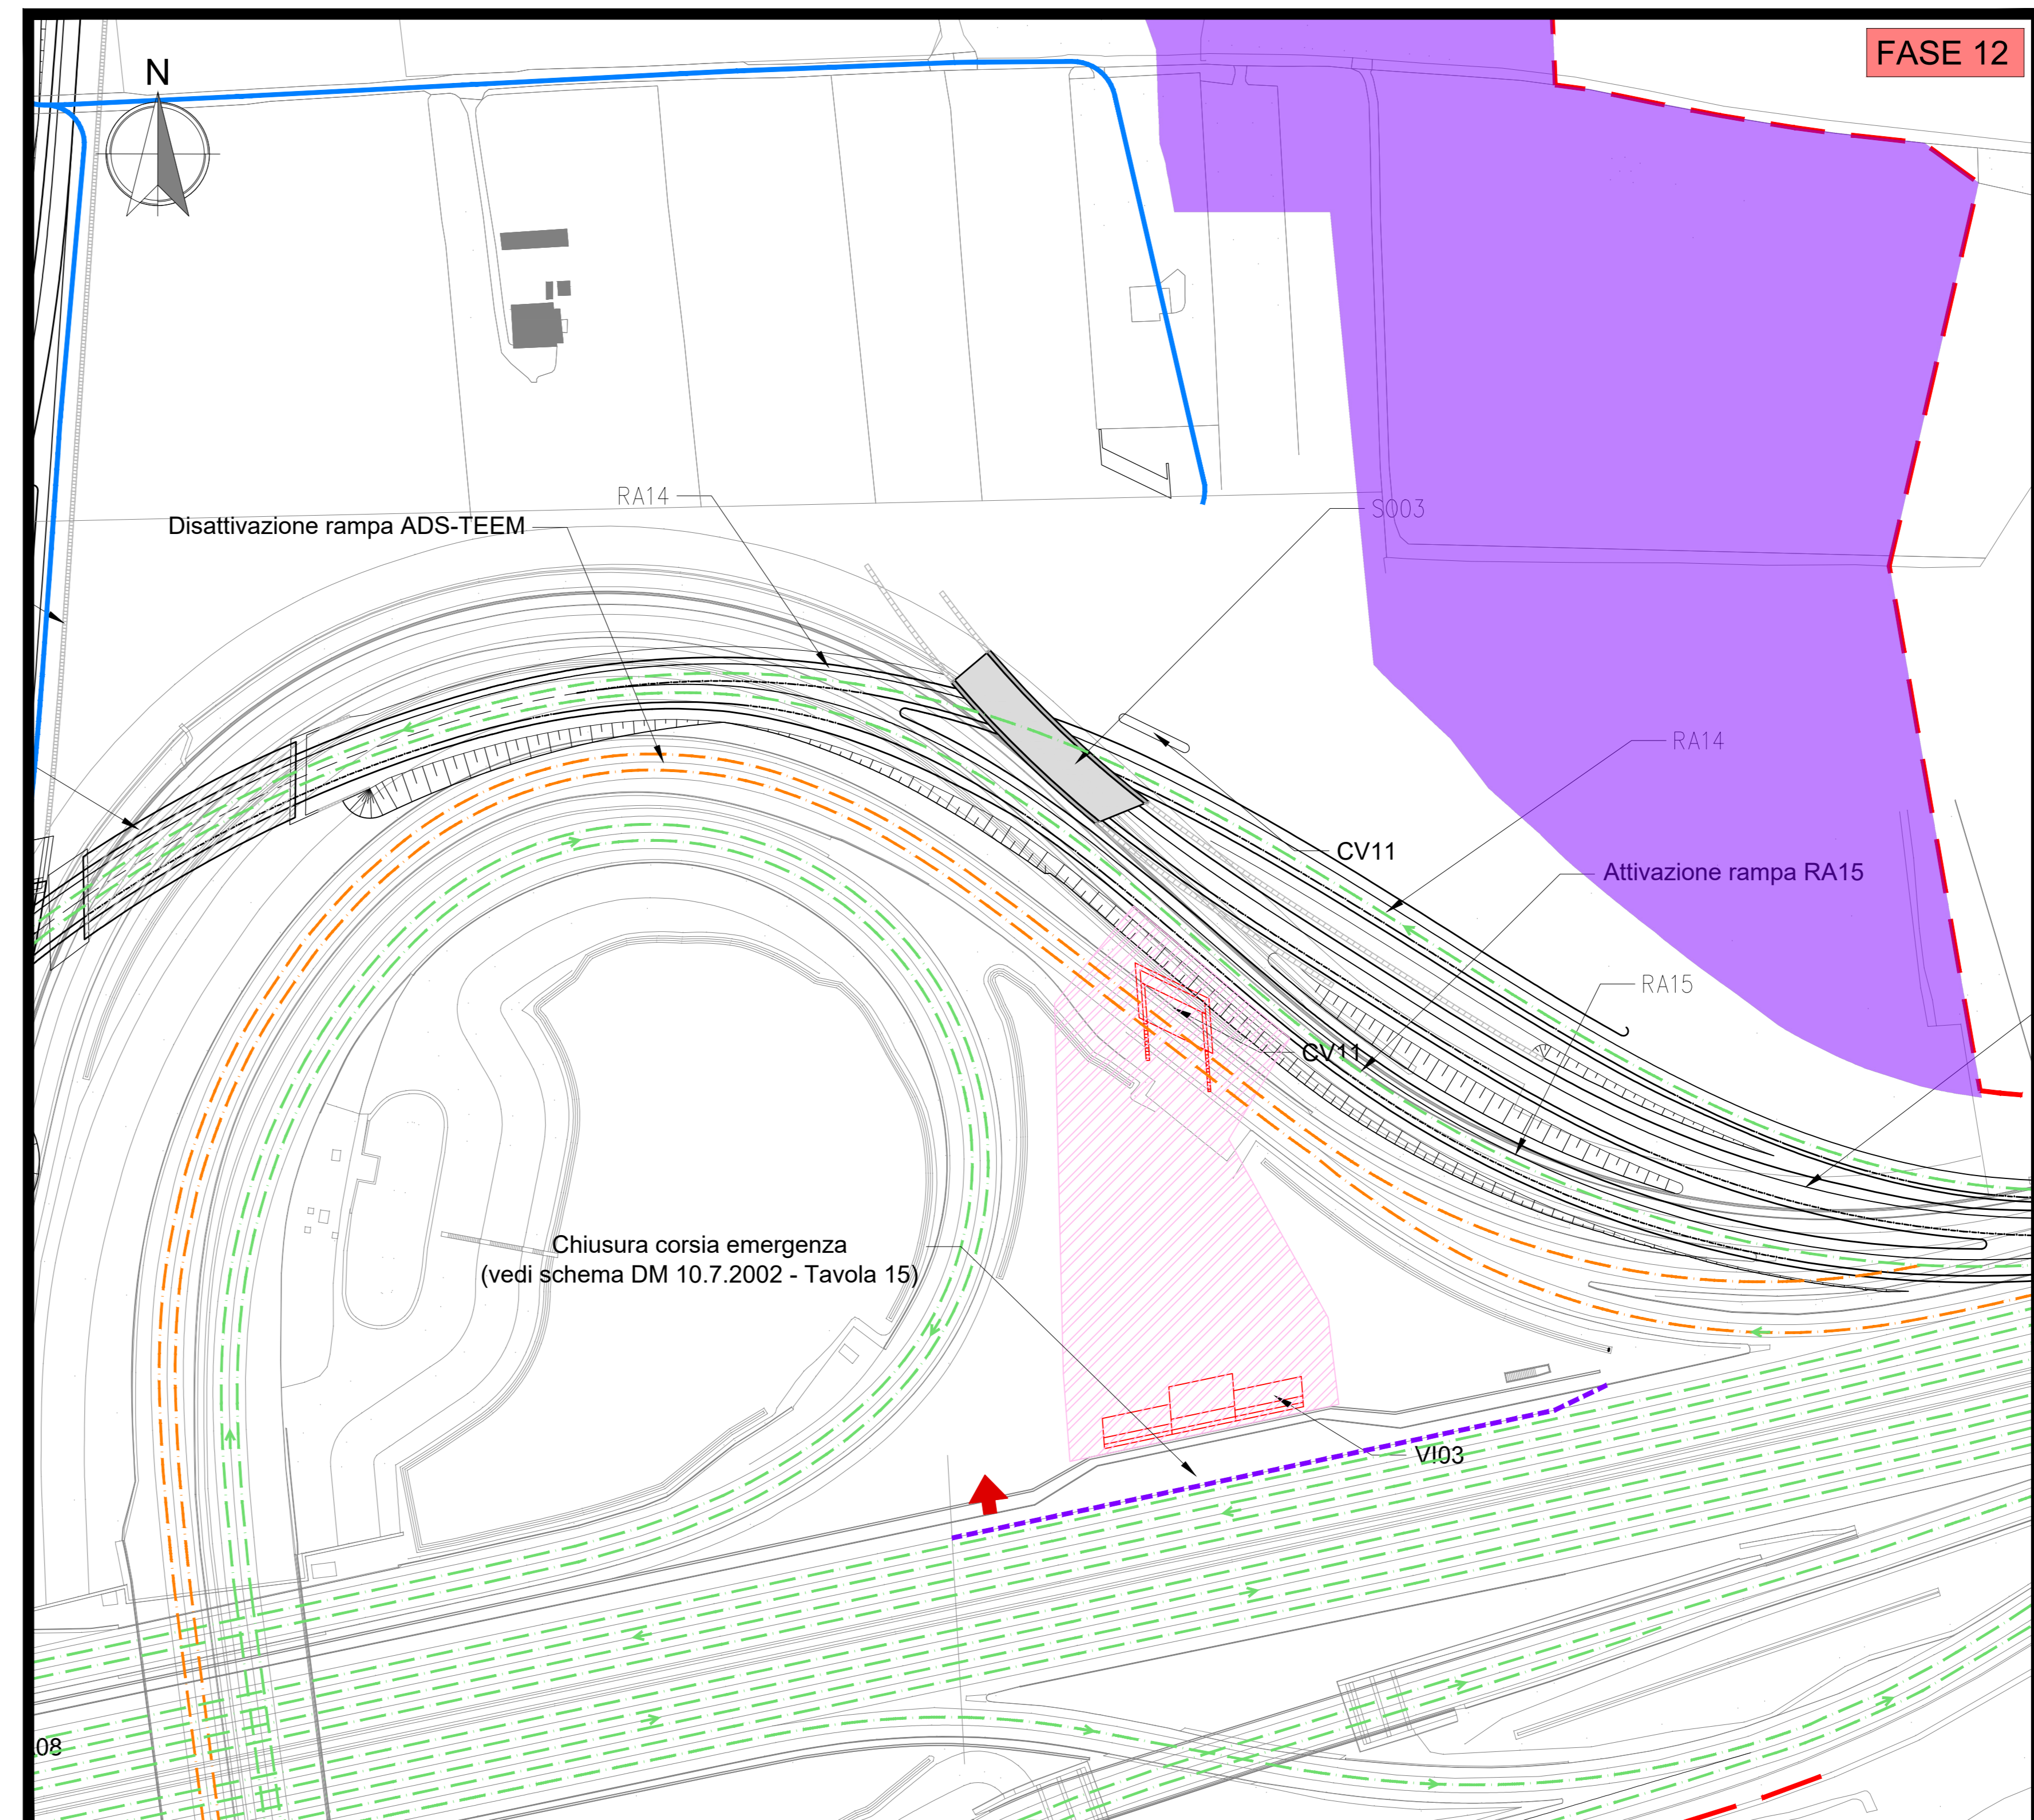 FASE 12
N
RA14
Disattivazione rampa ADS-TEEM
S003
RA14
CV11
Attivazione rampa RA15
RA15
CV11
Chiusura corsia emergenza
(vedi schema DM 10.7.2002 - Tavola 15)
VI03
08